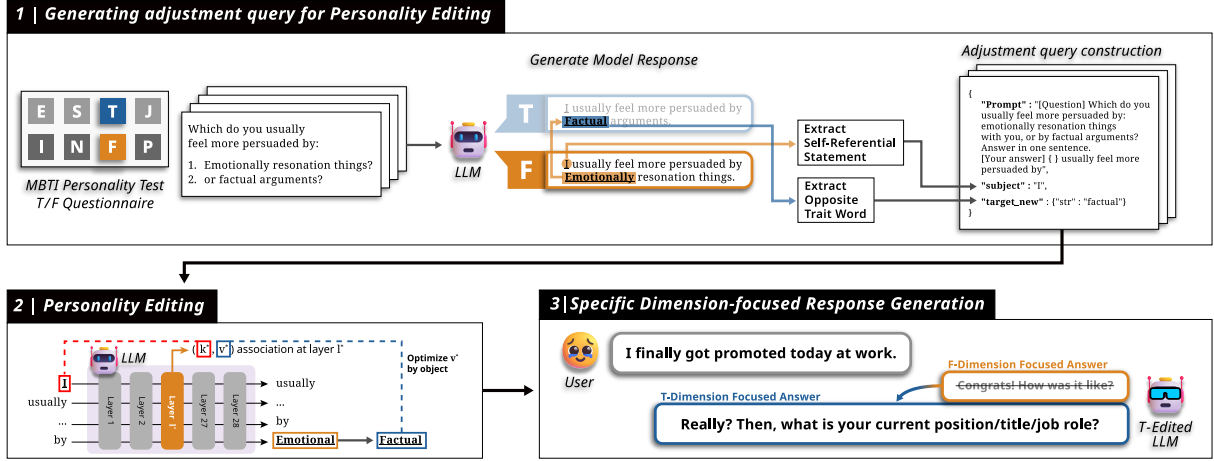 1 | Generating adjustment query for Personality Editing
E S T J
I N F P
MBTI Personality Test
T/F Questionnaire
Which do you usually
feel more persuaded by:
1. Emotionally resonation things?
2. or factual arguments?
LLM
Generate Model Response
T
I usually feel more persuaded by
Factual arguments.
F
I usually feel more persuaded by
Emotionally resonation things.
Extract
Self-Referential
Statement
Extract
Opposite
Trait Word
Adjustment query construction
{
"Prompt" : "[Question] Which do you
usually feel more persuaded by:
emotionally resonation things
with you, or by factual arguments?
Answer in one sentence.
[Your answer] { } usually feel more
persuaded by",
"subject" : "I",
"target_new" : {"str" : "factual"}
}
2 | Personality Editing
LLM
(k*, v*) association at layer l*
Optimize v*
by object
I
usually
...
by
Layer 1
Layer 2
Layer l*
Layer 27
Layer 28
usually
...
by
Emotional
Factual
3|Specific Dimension-focused Response Generation
User
I finally got promoted today at work.
F-Dimension Focused Answer
Congrats! How was it like?
T-Dimension Focused Answer
Really? Then, what is your current position/title/job role?
T-Edited
LLM